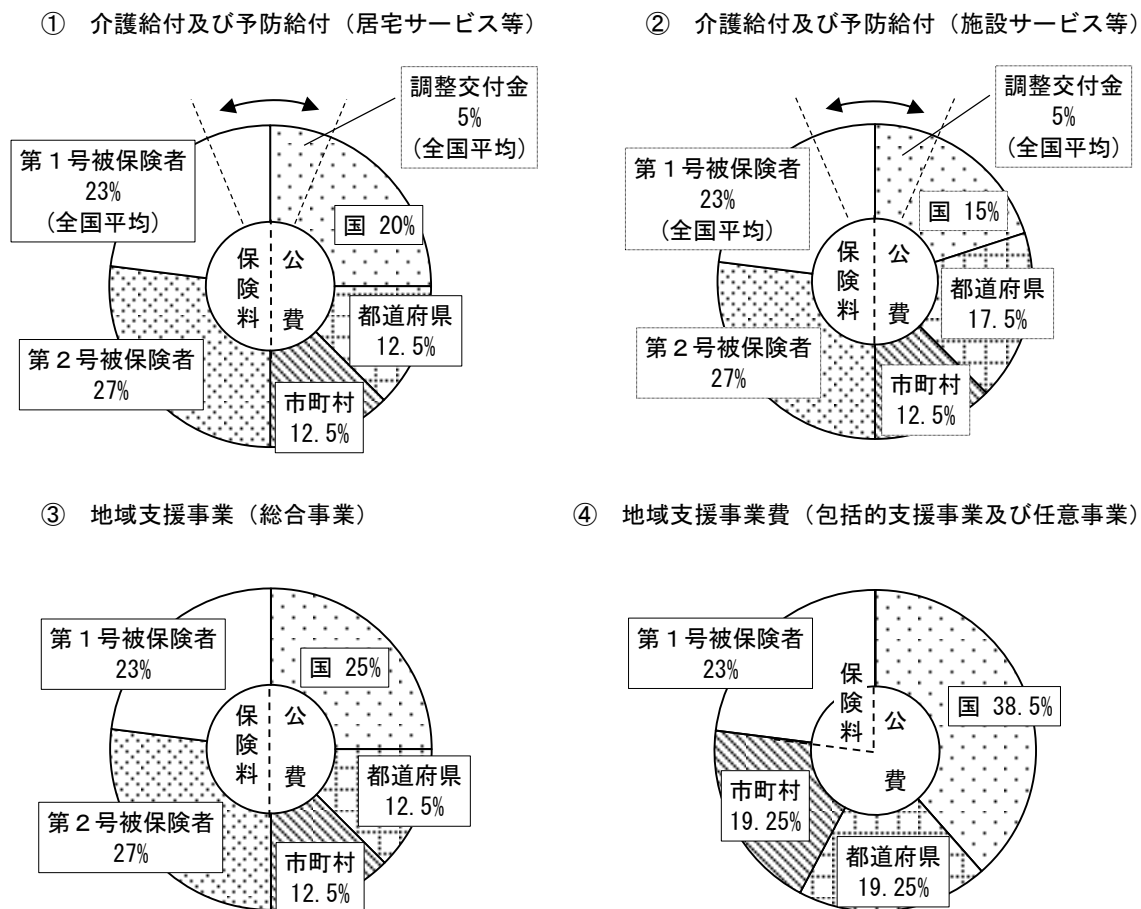 ① 介護給付及び予防給付（居宅サービス等）
調整交付金
5%
(全国平均)
第１号被保険者
23%
(全国平均)
国 20%
保険料
公費
都道府県
12.5%
第２号被保険者
27%
市町村
12.5%
② 介護給付及び予防給付（施設サービス等）
調整交付金
5%
(全国平均)
第１号被保険者
23%
(全国平均)
国 15%
保険料
公費
都道府県
17.5%
第２号被保険者
27%
市町村
12.5%
③ 地域支援事業（総合事業）
第１号被保険者
23%
国 25%
保険料
公費
都道府県
12.5%
第２号被保険者
27%
市町村
12.5%
④ 地域支援事業費（包括的支援事業及び任意事業）
第１号被保険者
23%
保険料
公費
国 38.5%
市町村
19.25%
都道府県
19.25%